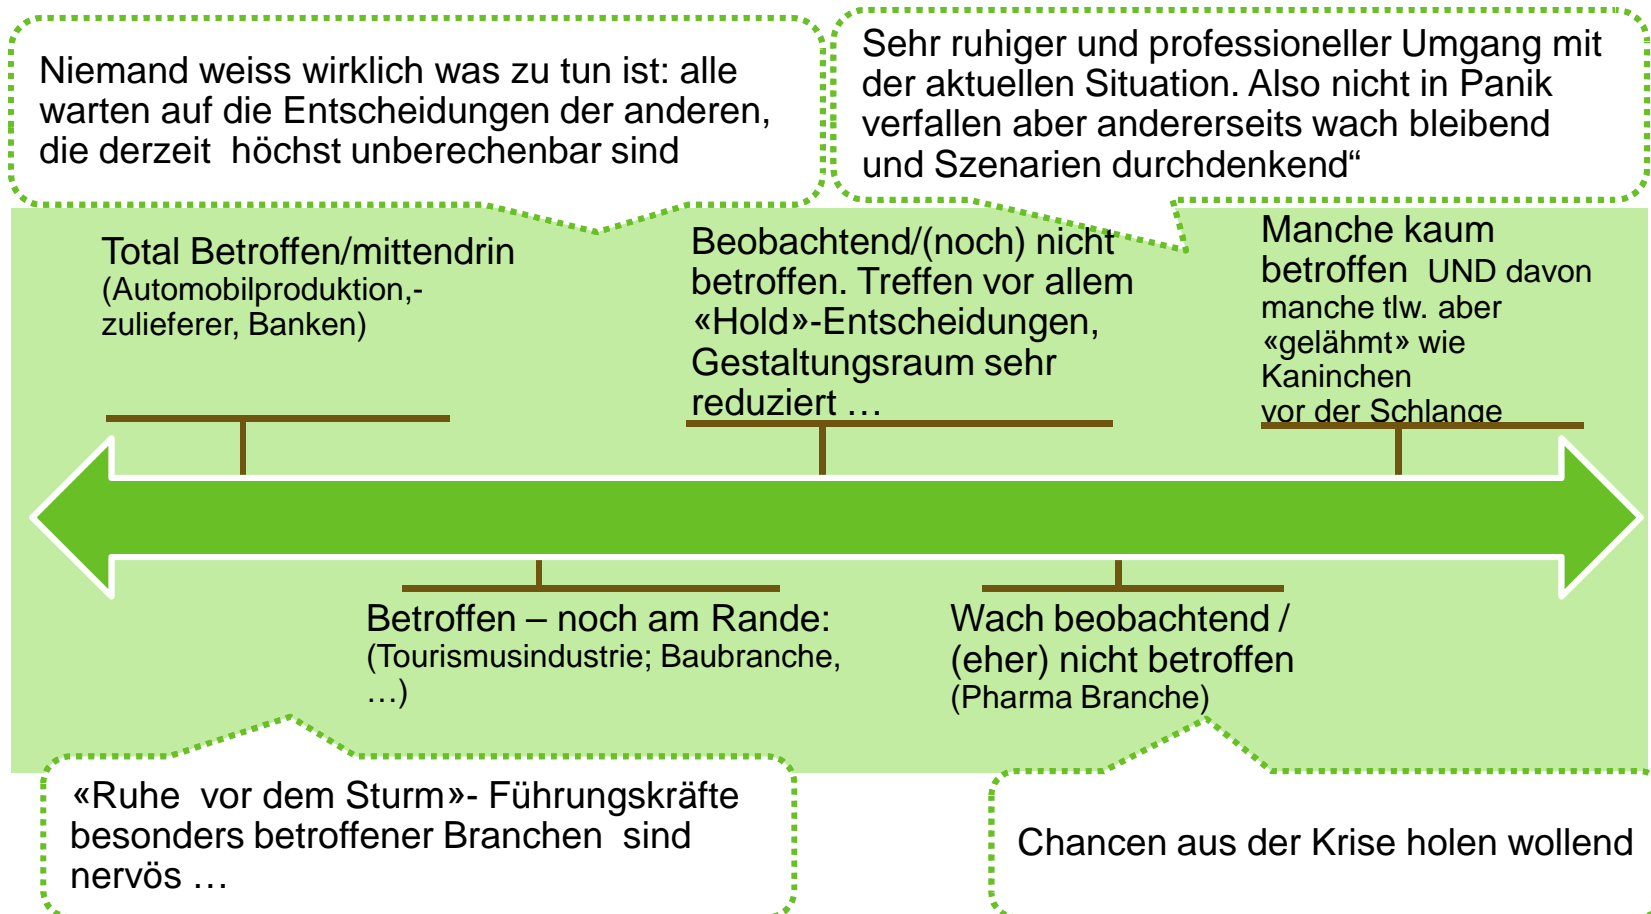 Niemand weiss wirklich was zu tun ist: alle
warten auf die Entscheidungen der anderen,
die derzeit  höchst unberechenbar sind
Sehr ruhiger und professioneller Umgang mit
der aktuellen Situation. Also nicht in Panik
verfallen aber andererseits wach bleibend
und Szenarien durchdenkend“
Total Betroffen/mittendrin
(Automobilproduktion,-
zulieferer, Banken)
Beobachtend/(noch) nicht
betroffen. Treffen vor allem
«Hold»-Entscheidungen,
Gestaltungsraum sehr
reduziert …
Manche kaum
betroffen  UND davon
manche tlw. aber
«gelähmt» wie
Kaninchen
vor der Schlange
Betroffen – noch am Rande:
(Tourismusindustrie; Baubranche,
…)
Wach beobachtend /
(eher) nicht betroffen
(Pharma Branche)
«Ruhe  vor dem Sturm»- Führungskräfte
besonders betroffener Branchen  sind
nervös …
Chancen aus der Krise holen wollend